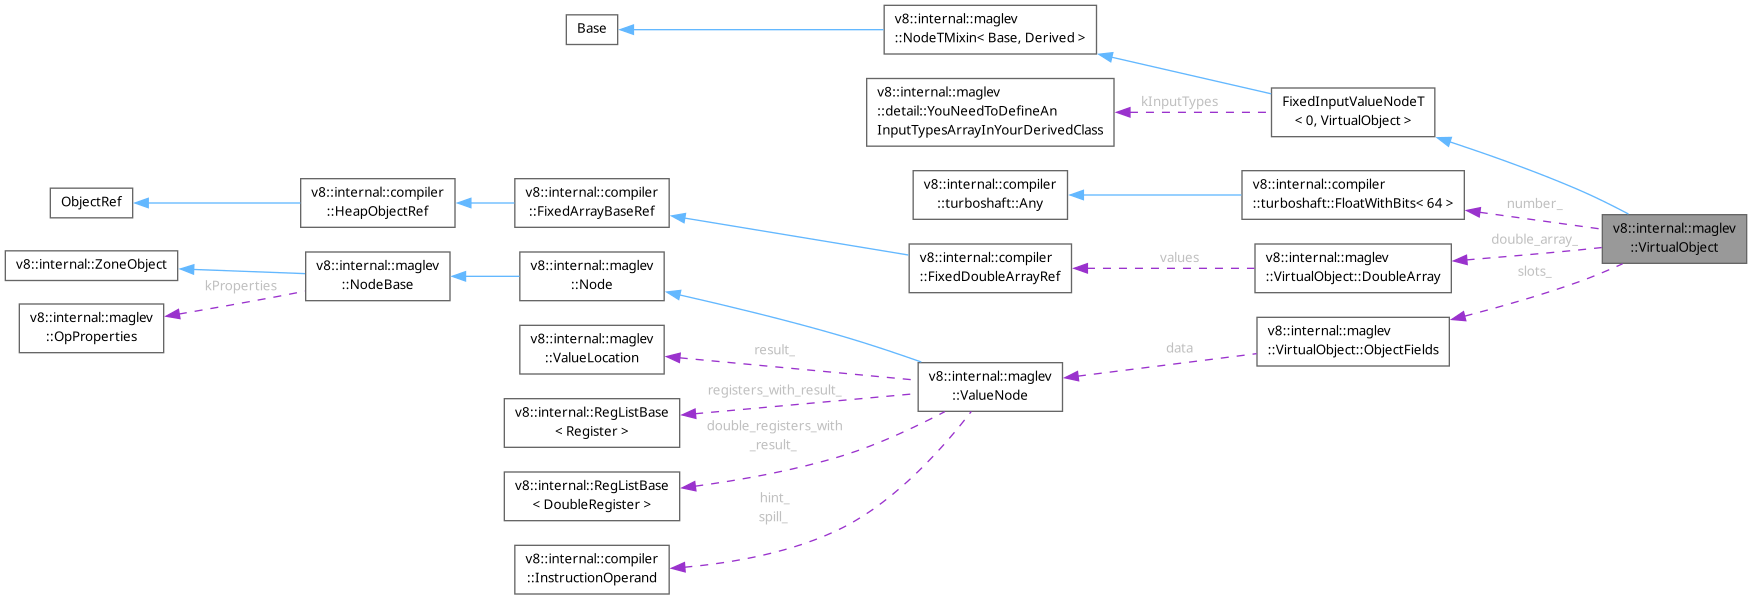 Base
v8::internal::maglev
::NodeTMixin< Base, Derived >
v8::internal::maglev
::detail::YouNeedToDefineAn
InputTypesArrayInYourDerivedClass
kInputTypes
FixedInputValueNodeT
< 0, VirtualObject >
ObjectRef
v8::internal::compiler
::HeapObjectRef
v8::internal::compiler
::FixedArrayBaseRef
v8::internal::compiler
::turboshaft::Any
v8::internal::compiler
::turboshaft::FloatWithBits< 64 >
number_
v8::internal::maglev
::VirtualObject
double_array_
slots_
v8::internal::ZoneObject
kProperties
v8::internal::maglev
::OpProperties
v8::internal::maglev
::NodeBase
v8::internal::maglev
::Node
v8::internal::compiler
::FixedDoubleArrayRef
values
v8::internal::maglev
::VirtualObject::DoubleArray
v8::internal::maglev
::VirtualObject::ObjectFields
data
v8::internal::maglev
::ValueLocation
result_
v8::internal::maglev
::ValueNode
registers_with_result_
v8::internal::RegListBase
< Register >
double_registers_with
_result_
v8::internal::RegListBase
< DoubleRegister >
hint_
spill_
v8::internal::compiler
::InstructionOperand